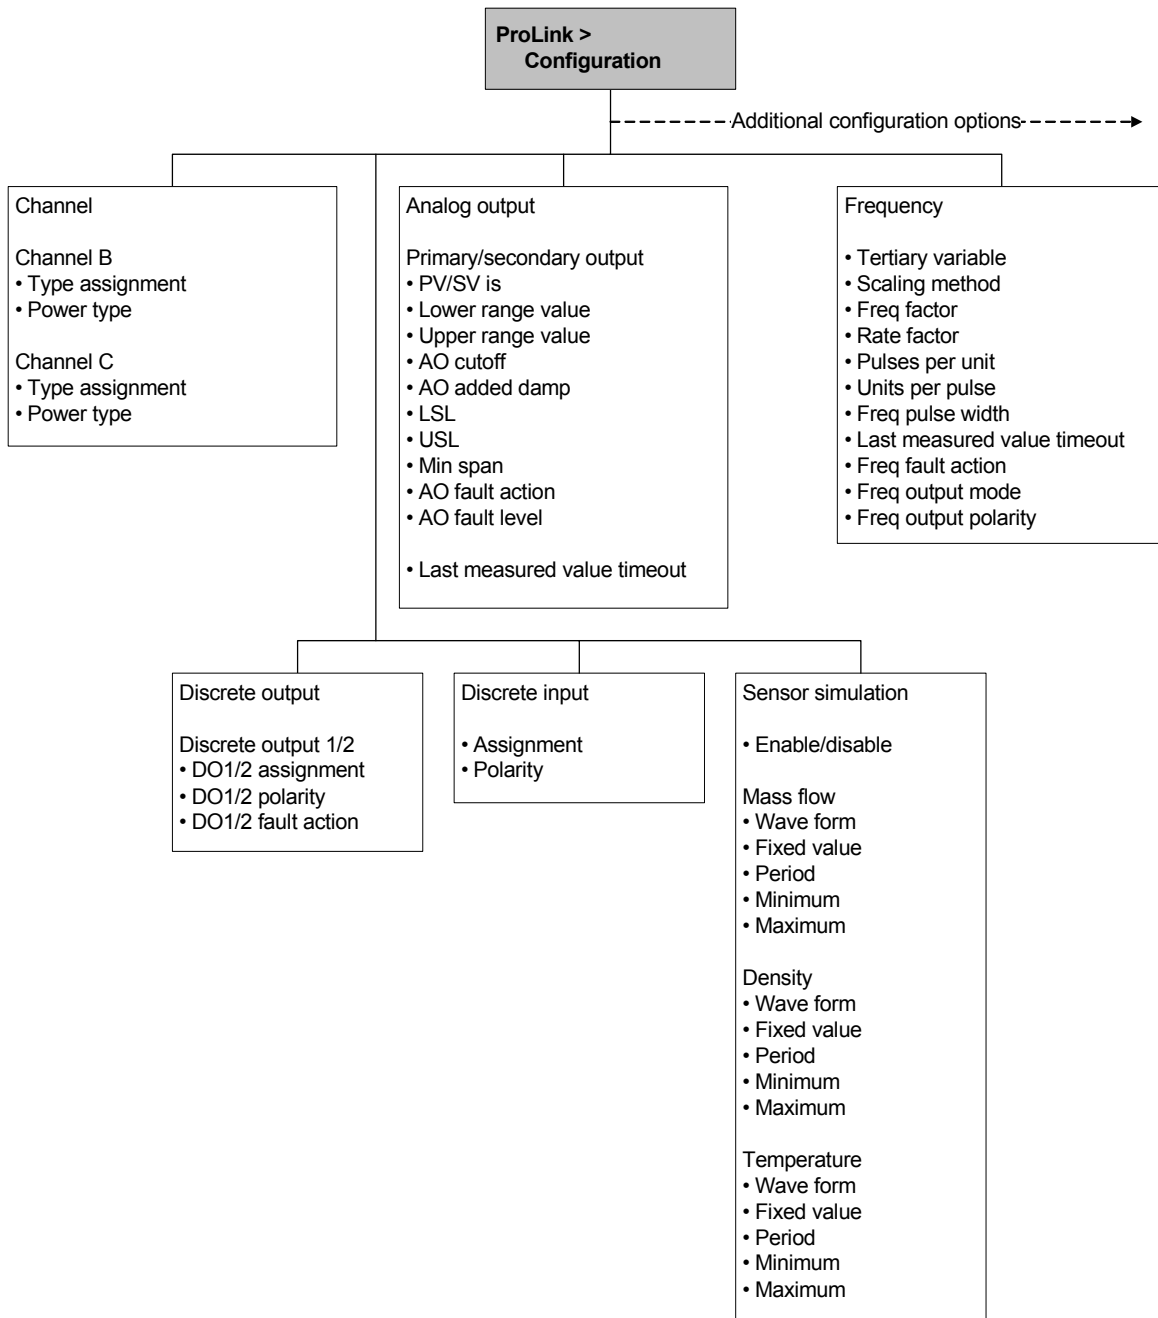 ProLink >
Configuration
Additional configuration options
Channel
Channel B
• Type assignment
• Power type
Channel C
• Type assignment
• Power type
Analog output
Primary/secondary output
• PV/SV is
• Lower range value
• Upper range value
• AO cutoff
• AO added damp
• LSL
• USL
• Min span
• AO fault action
• AO fault level
• Last measured value timeout
Frequency
• Tertiary variable
• Scaling method
• Freq factor
• Rate factor
• Pulses per unit
• Units per pulse
• Freq pulse width
• Last measured value timeout
• Freq fault action
• Freq output mode
• Freq output polarity
Discrete output
Discrete output 1/2
• DO1/2 assignment
• DO1/2 polarity
• DO1/2 fault action
Discrete input
• Assignment
• Polarity
Sensor simulation
• Enable/disable
Mass flow
• Wave form
• Fixed value
• Period
• Minimum
• Maximum
Density
• Wave form
• Fixed value
• Period
• Minimum
• Maximum
Temperature
• Wave form
• Fixed value
• Period
• Minimum
• Maximum